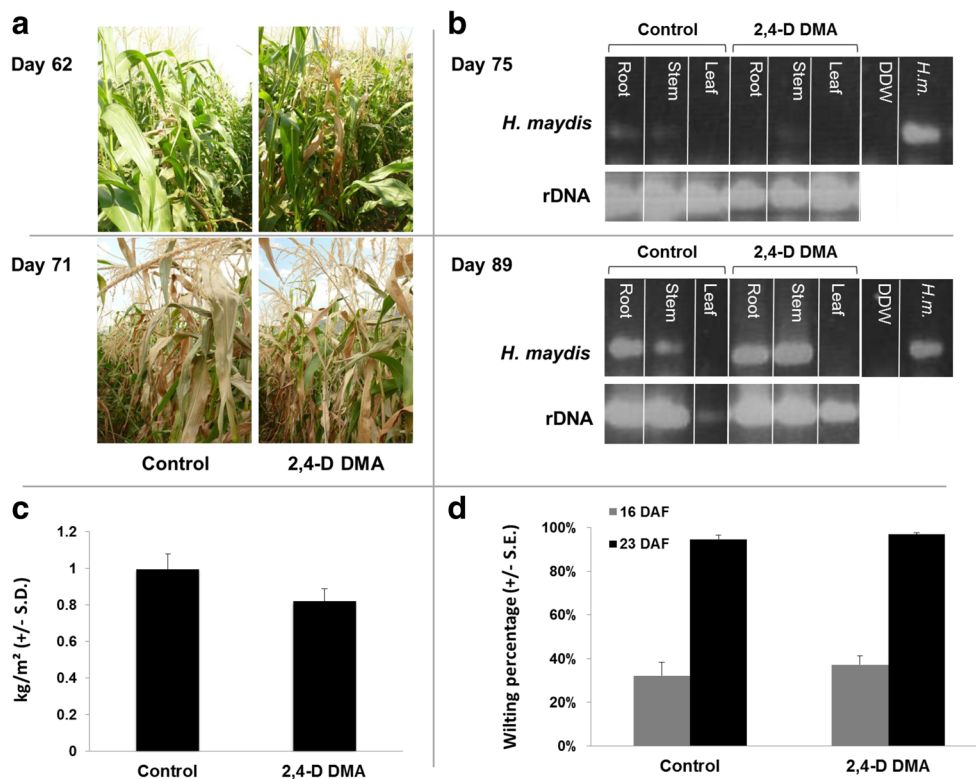 a
Day 62
Day 71
Control 2,4-D DMA
b
Control 2,4-D DMA
Day 75
Root Stem Leaf Root Stem Leaf DDW H.m.
H. maydis
rDNA
Control 2,4-D DMA
Day 89
Root Stem Leaf Root Stem Leaf DDW H.m.
H. maydis
rDNA
c
kg/m² (+/- S.D.)
1.2
1
0.8
0.6
0.4
0.2
0
Control 2,4-D DMA
d
Wilting percentage (+/- S.E.)
16 DAF
23 DAF
100%
80%
60%
40%
20%
0%
Control 2,4-D DMA